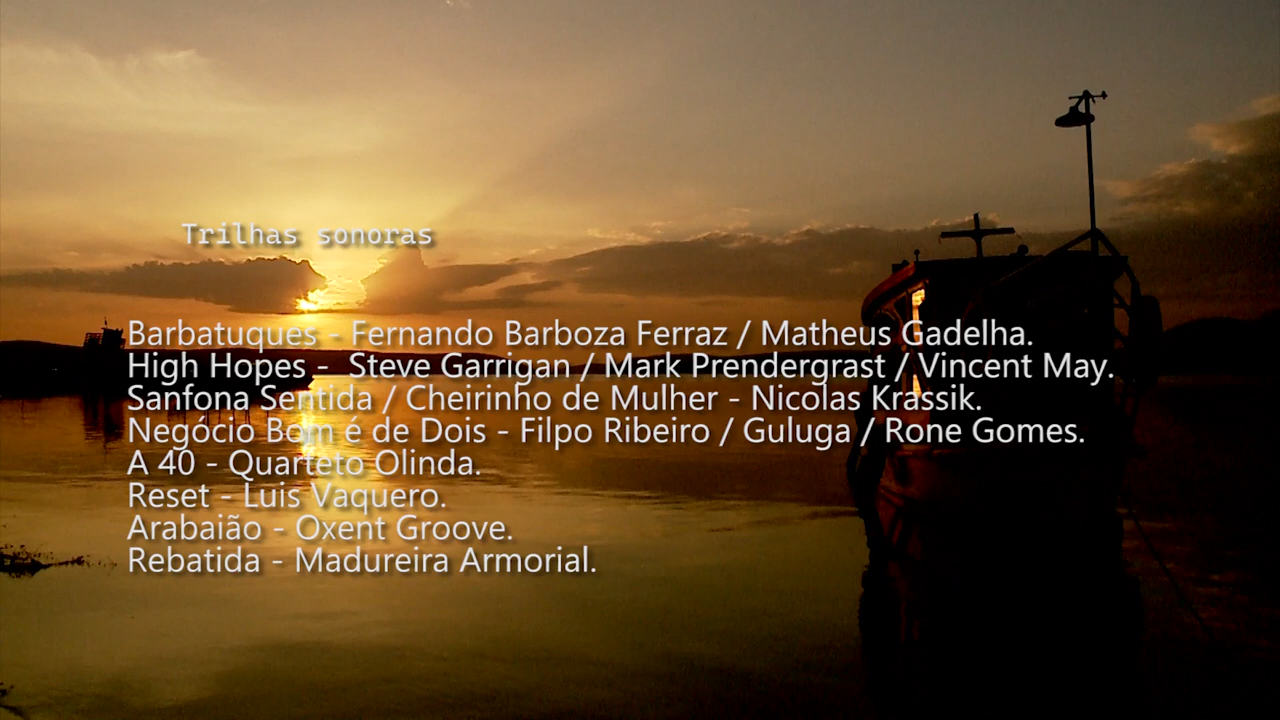 Trilhas sonoras
Barbatuques - Fernando Barboza Ferraz / Matheus Gadelha.
High Hopes - Steve Garrigan / Mark Prendergrast / Vincent May.
Sanfona Sentida / Cheirinho de Mulher - Nicolas Krassik.
Negócio Bom é de Dois - Filpo Ribeiro / Guluga / Rone Gomes.
A 40 - Quarteto Olinda.
Reset - Luis Vaquero.
Arabaião - Oxent Groove.
Rebatida - Madureira Armorial.